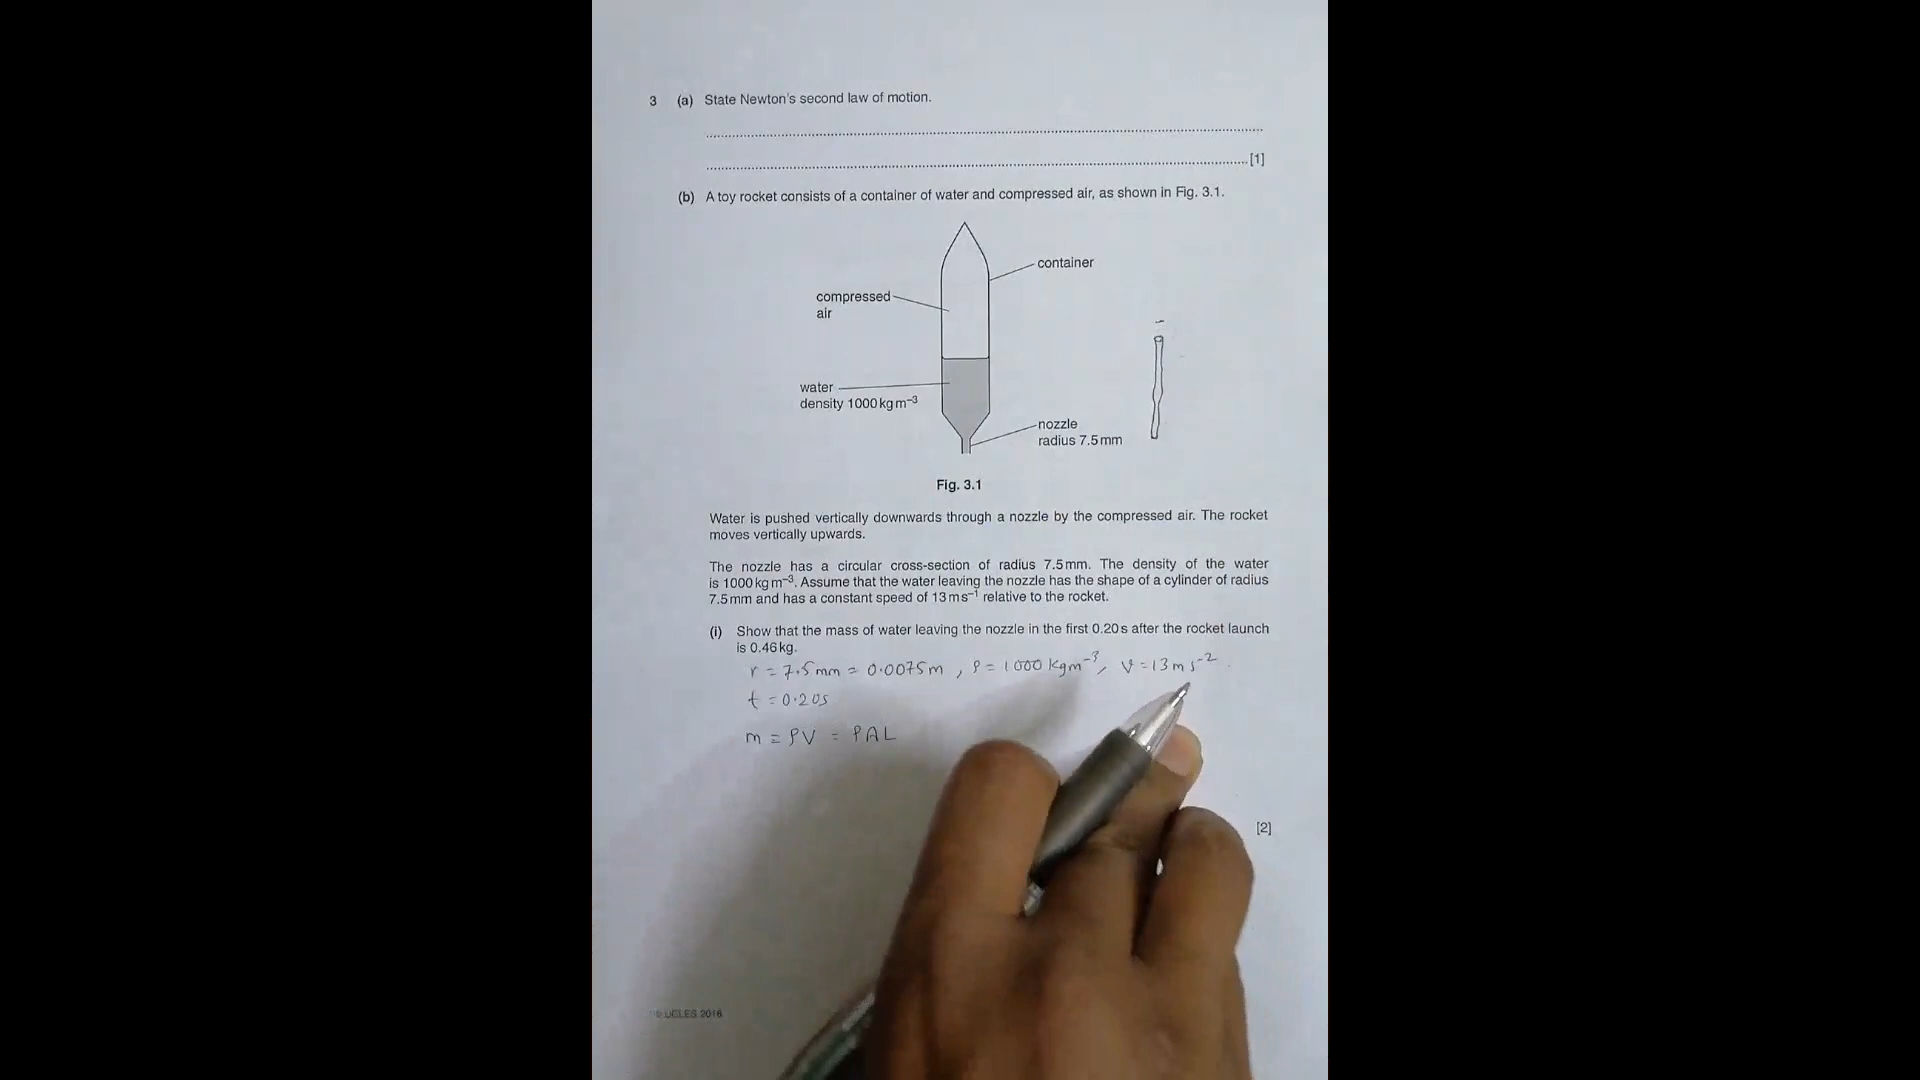 3 (a) State Newton's second law of motion.
[1]
(b) A toy rocket consists of a container of water and compressed air, as shown in Fig. 3.1.
container
compressed
air
water
density 1000 kg m⁻³
nozzle
radius 7.5 mm
Fig. 3.1
Water is pushed vertically downwards through a nozzle by the compressed air. The rocket
moves vertically upwards.
The nozzle has a circular cross-section of radius 7.5 mm. The density of the water
is 1000 kg m⁻³. Assume that the water leaving the nozzle has the shape of a cylinder of radius
7.5 mm and has a constant speed of 13 m s⁻¹ relative to the rocket.
(i) Show that the mass of water leaving the nozzle in the first 0.20 s after the rocket launch
is 0.46 kg.
r = 7.5 mm = 0.0075 m , ρ = 1000 kg m⁻³, v = 13 m s⁻²
t = 0.20 s
m = ρV = ρAL
[2]
© UCLES 2016